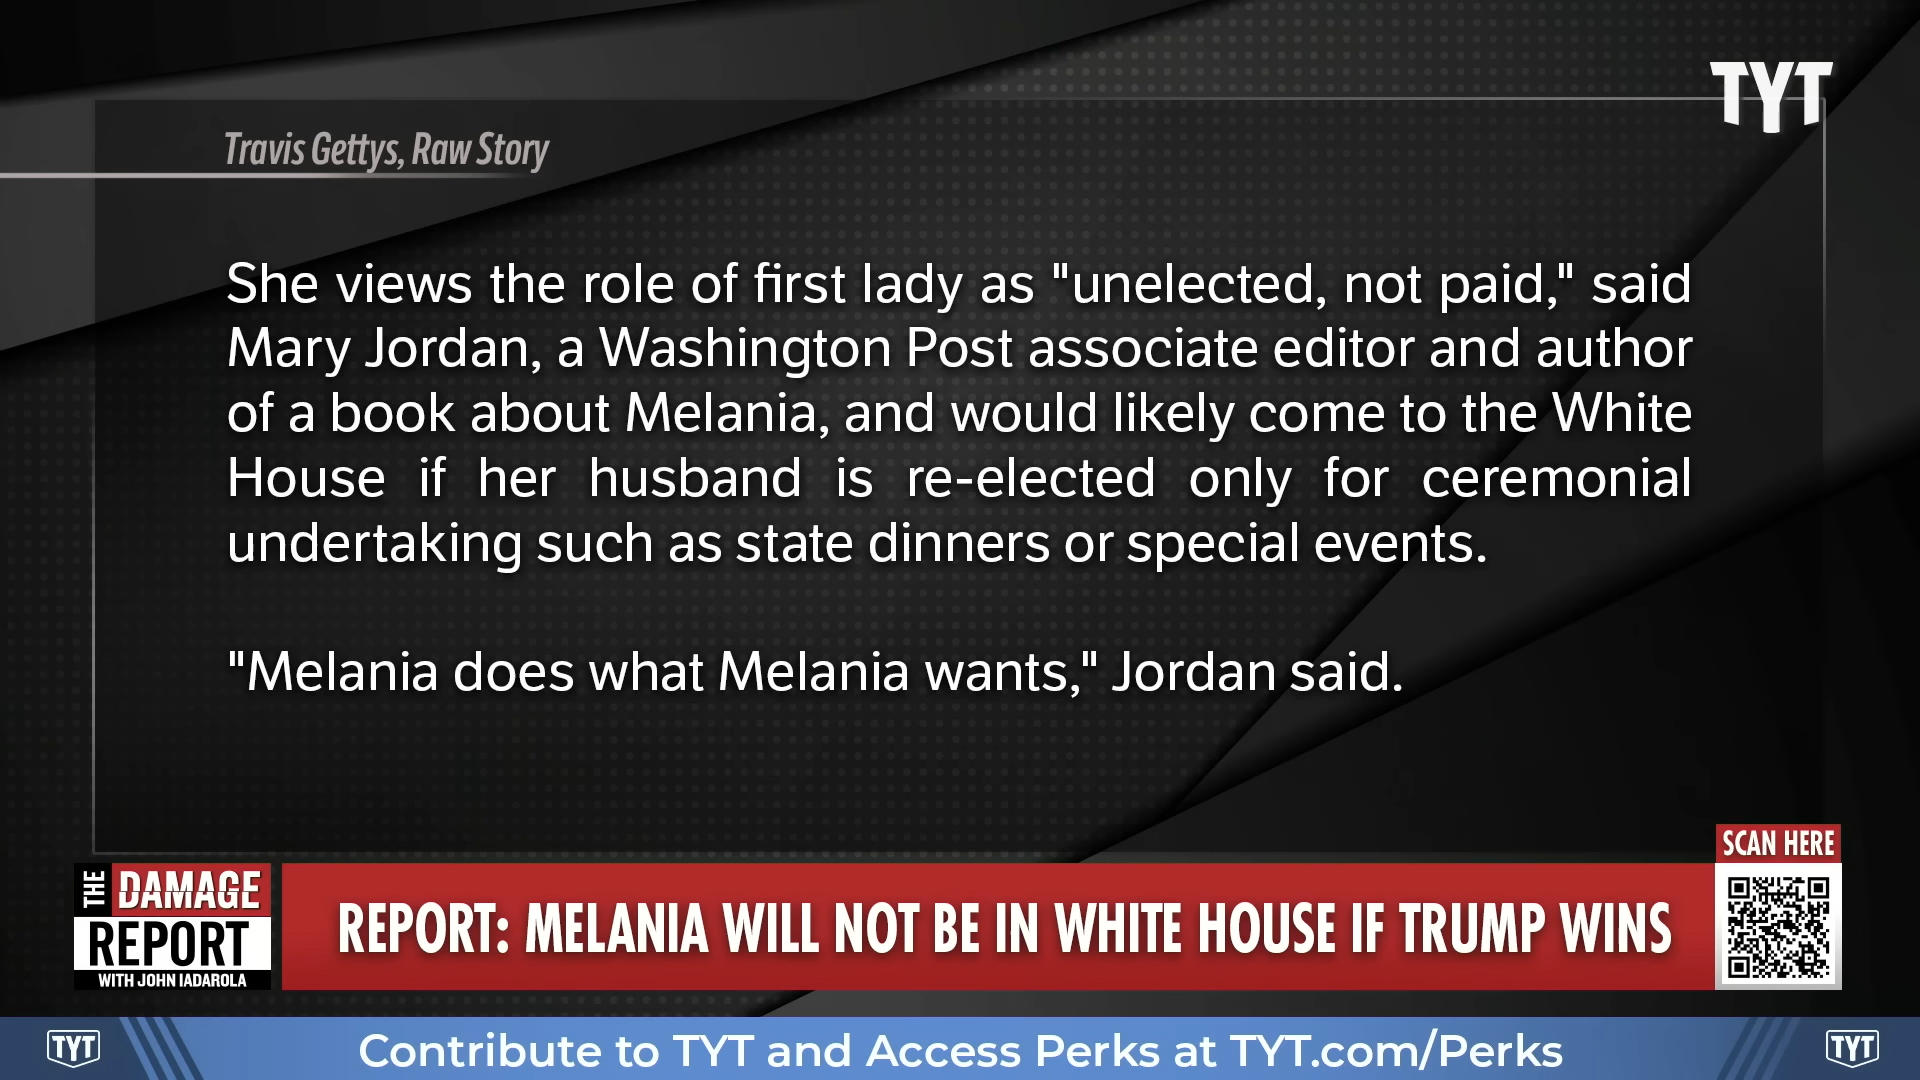 TYT
Travis Gettys, Raw Story
She views the role of first lady as "unelected, not paid," said
Mary Jordan, a Washington Post associate editor and author
of a book about Melania, and would likely come to the White
House if her husband is re-elected only for ceremonial
undertaking such as state dinners or special events.
"Melania does what Melania wants," Jordan said.
SCAN HERE
THE DAMAGE
REPORT
WITH JOHN IADAROLA
REPORT: MELANIA WILL NOT BE IN WHITE HOUSE IF TRUMP WINS
TYT
Contribute to TYT and Access Perks at TYT.com/Perks
TYT